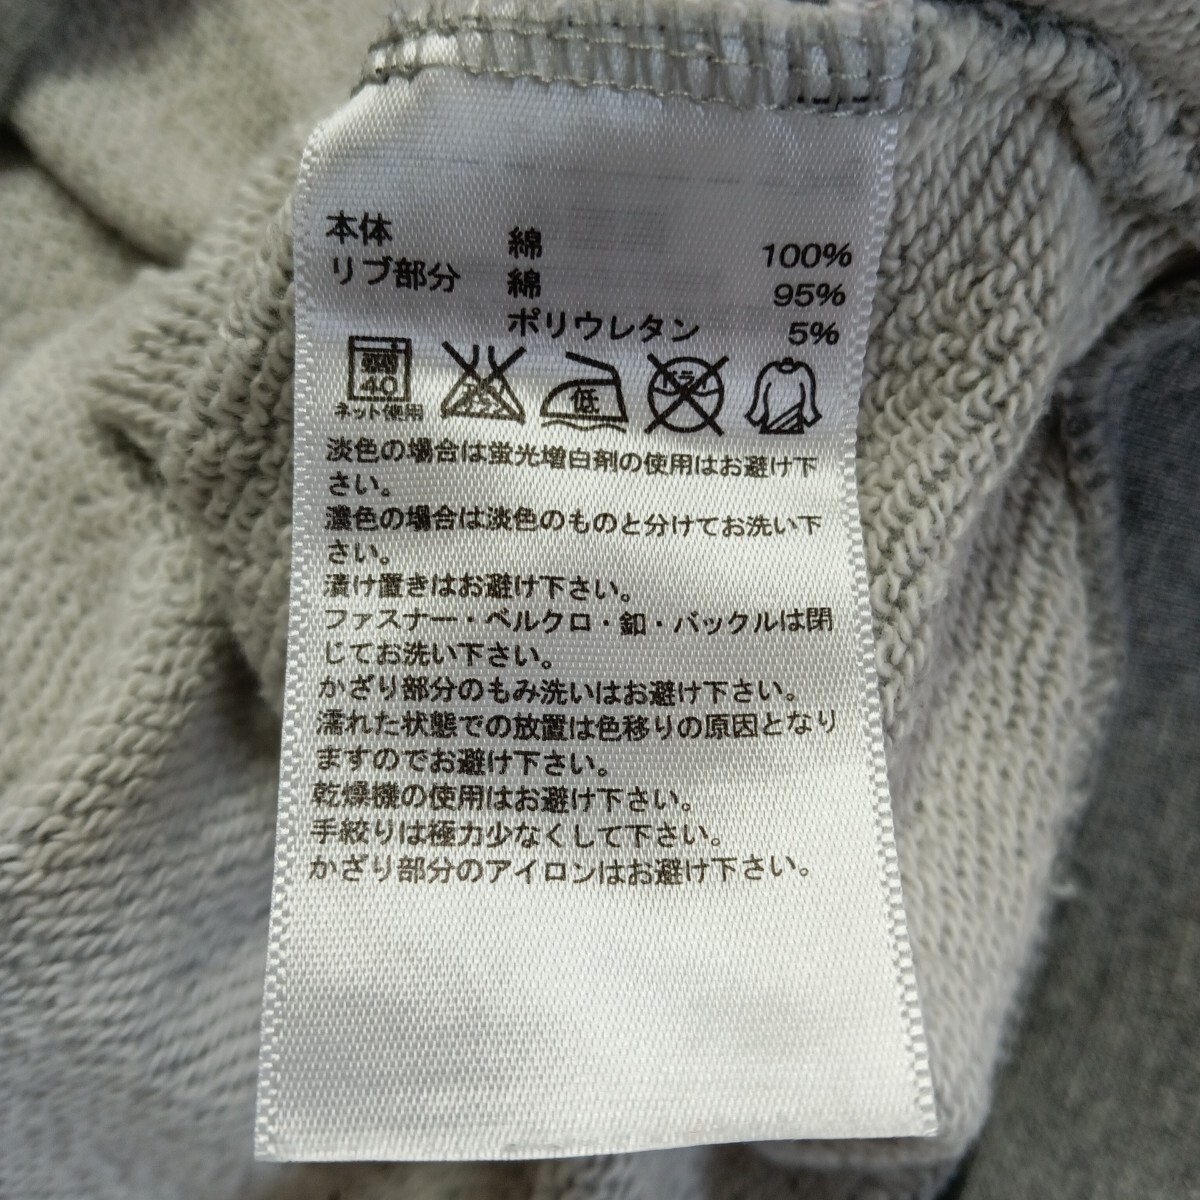 本体 綿 100%
リブ部分 綿 95%
ポリウレタン 5%
40 低
ネット使用
淡色の場合は蛍光増白剤の使用はお避け下
さい。
濃色の場合は淡色のものと分けてお洗い下
さい。
漬け置きはお避け下さい。
ファスナー・ベルクロ・釦・バックルは閉
じてお洗い下さい。
かざり部分のもみ洗いはお避け下さい。
濡れた状態での放置は色移りの原因となり
ますのでお避け下さい。
乾燥機の使用はお避け下さい。
手絞りは極力少なくして下さい。
かざり部分のアイロンはお避け下さい。